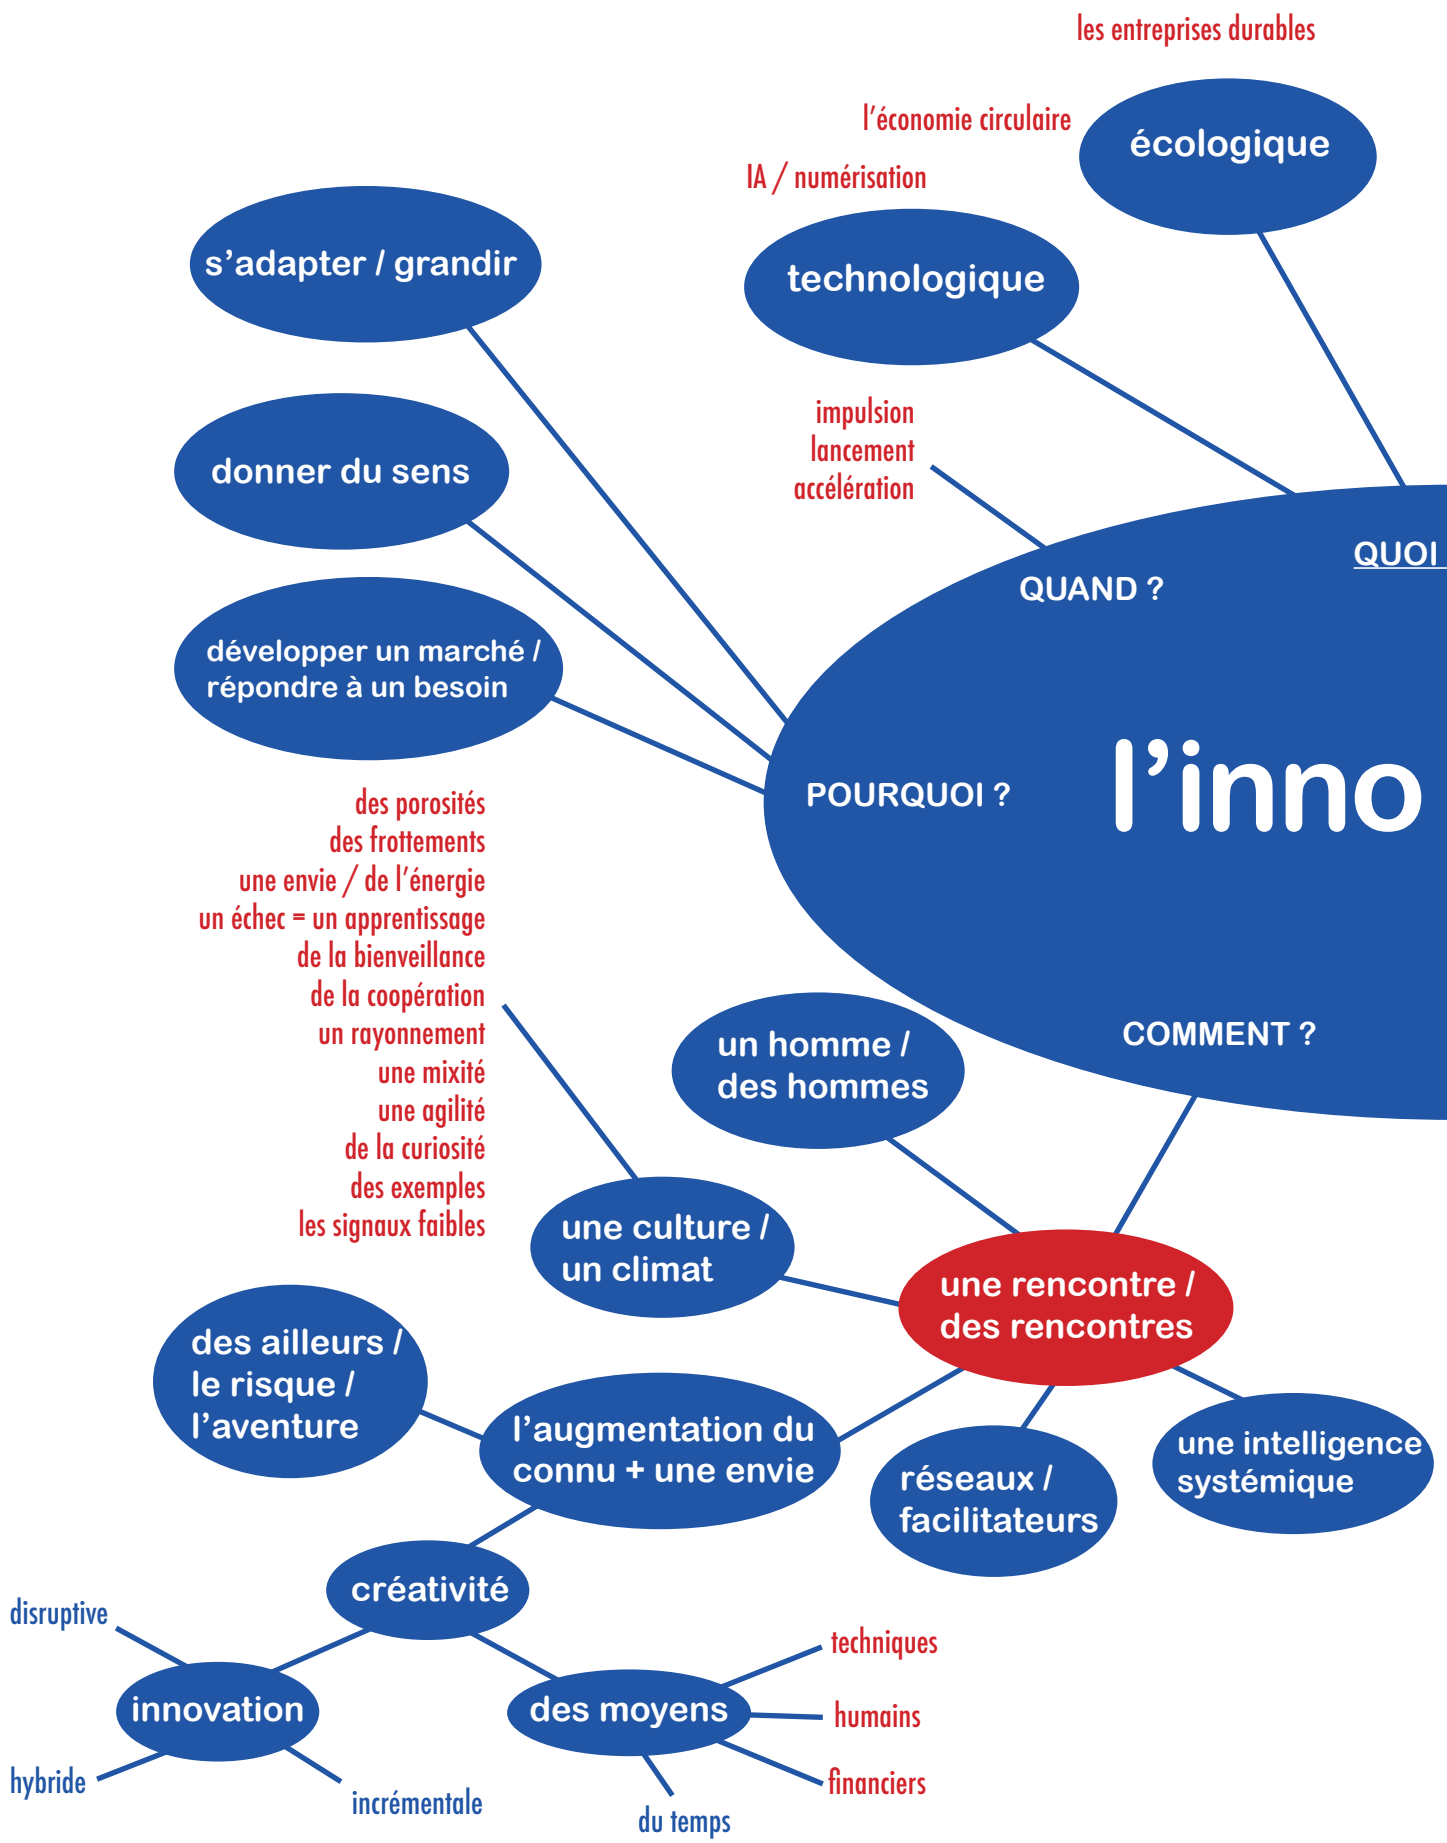 les entreprises durables
l'économie circulaire
écologique
IA / numérisation
technologique
s'adapter / grandir
donner du sens
développer un marché /
répondre à un besoin
impulsion
lancement
accélération
QUAND ?
QUOI
POURQUOI ?
l'inno
COMMENT ?
des porosités
des frottements
une envie / de l'énergie
un échec = un apprentissage
de la bienveillance
de la coopération
un rayonnement
une mixité
une agilité
de la curiosité
des exemples
les signaux faibles
un homme /
des hommes
une culture /
un climat
une rencontre /
des rencontres
des ailleurs /
le risque /
l'aventure
l'augmentation du
connu + une envie
réseaux /
facilitateurs
une intelligence
systémique
créativité
disruptive
innovation
hybride
incrémentale
des moyens
techniques
humains
financiers
du temps